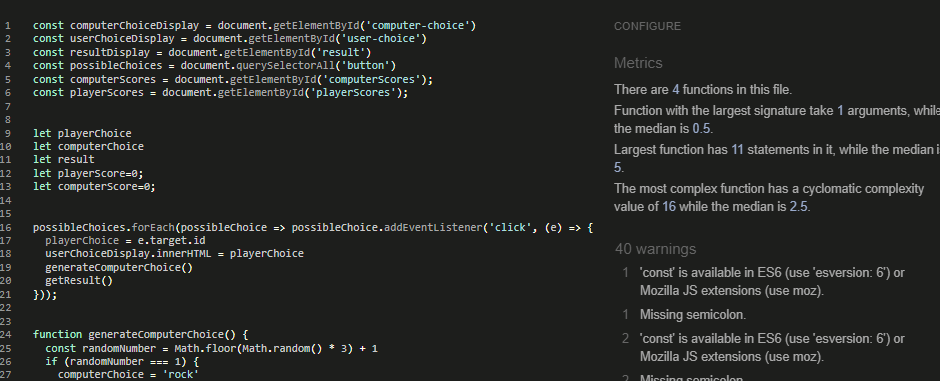 1 const computerChoiceDisplay = document.getElementById('computer-choice')
2 const userChoiceDisplay = document.getElementById('user-choice')
3 const resultDisplay = document.getElementById('result')
4 const possibleChoices = document.querySelectorAll('button')
5 const computerScores = document.getElementById('computerScores');
6 const playerScores = document.getElementById('playerScores');
7
8
9 let playerChoice
10 let computerChoice
11 let result
12 let playerScore=0;
13 let computerScore=0;
14
15
16 possibleChoices.forEach(possibleChoice => possibleChoice.addEventListener('click', (e) => {
17 playerChoice = e.target.id
18 userChoiceDisplay.innerHTML = playerChoice
19 generateComputerChoice()
20 getResult()
21 }));
22
23
24 function generateComputerChoice() {
25 const randomNumber = Math.floor(Math.random() * 3) + 1
26 if (randomNumber === 1) {
27 computerChoice = 'rock'
CONFIGURE
Metrics
There are 4 functions in this file.
Function with the largest signature take 1 arguments, while
the median is 0.5.
Largest function has 11 statements in it, while the median i
5.
The most complex function has a cyclomatic complexity
value of 16 while the median is 2.5.
40 warnings
1 'const' is available in ES6 (use 'esversion: 6') or
Mozilla JS extensions (use moz).
1 Missing semicolon.
2 'const' is available in ES6 (use 'esversion: 6') or
Mozilla JS extensions (use moz).
2 Missing semicolon.